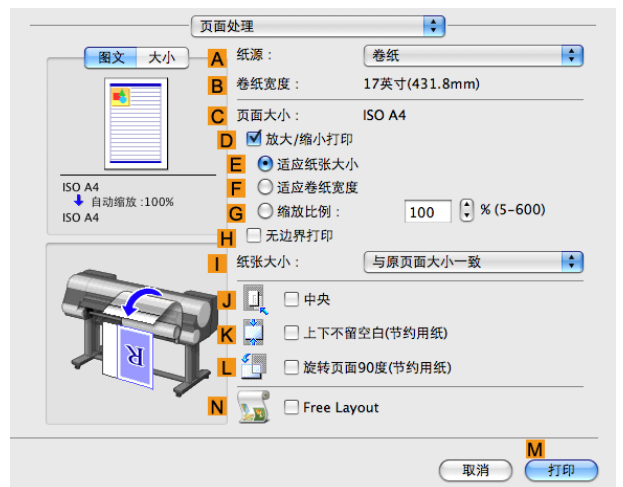 页面处理
图文 大小
A 纸源： 卷纸
B 卷纸宽度： 17英寸(431.8mm)
C 页面大小： ISO A4
D 放大/缩小打印
E 适应纸张大小
F 适应卷纸宽度
G 缩放比例： 100 % (5-600)
H 无边界打印
I 纸张大小： 与原页面大小一致
ISO A4
自动缩放:100%
ISO A4
J 中央
K 上下不留空白(节约用纸)
L 旋转页面90度(节约用纸)
N Free Layout
R
M
取消 打印